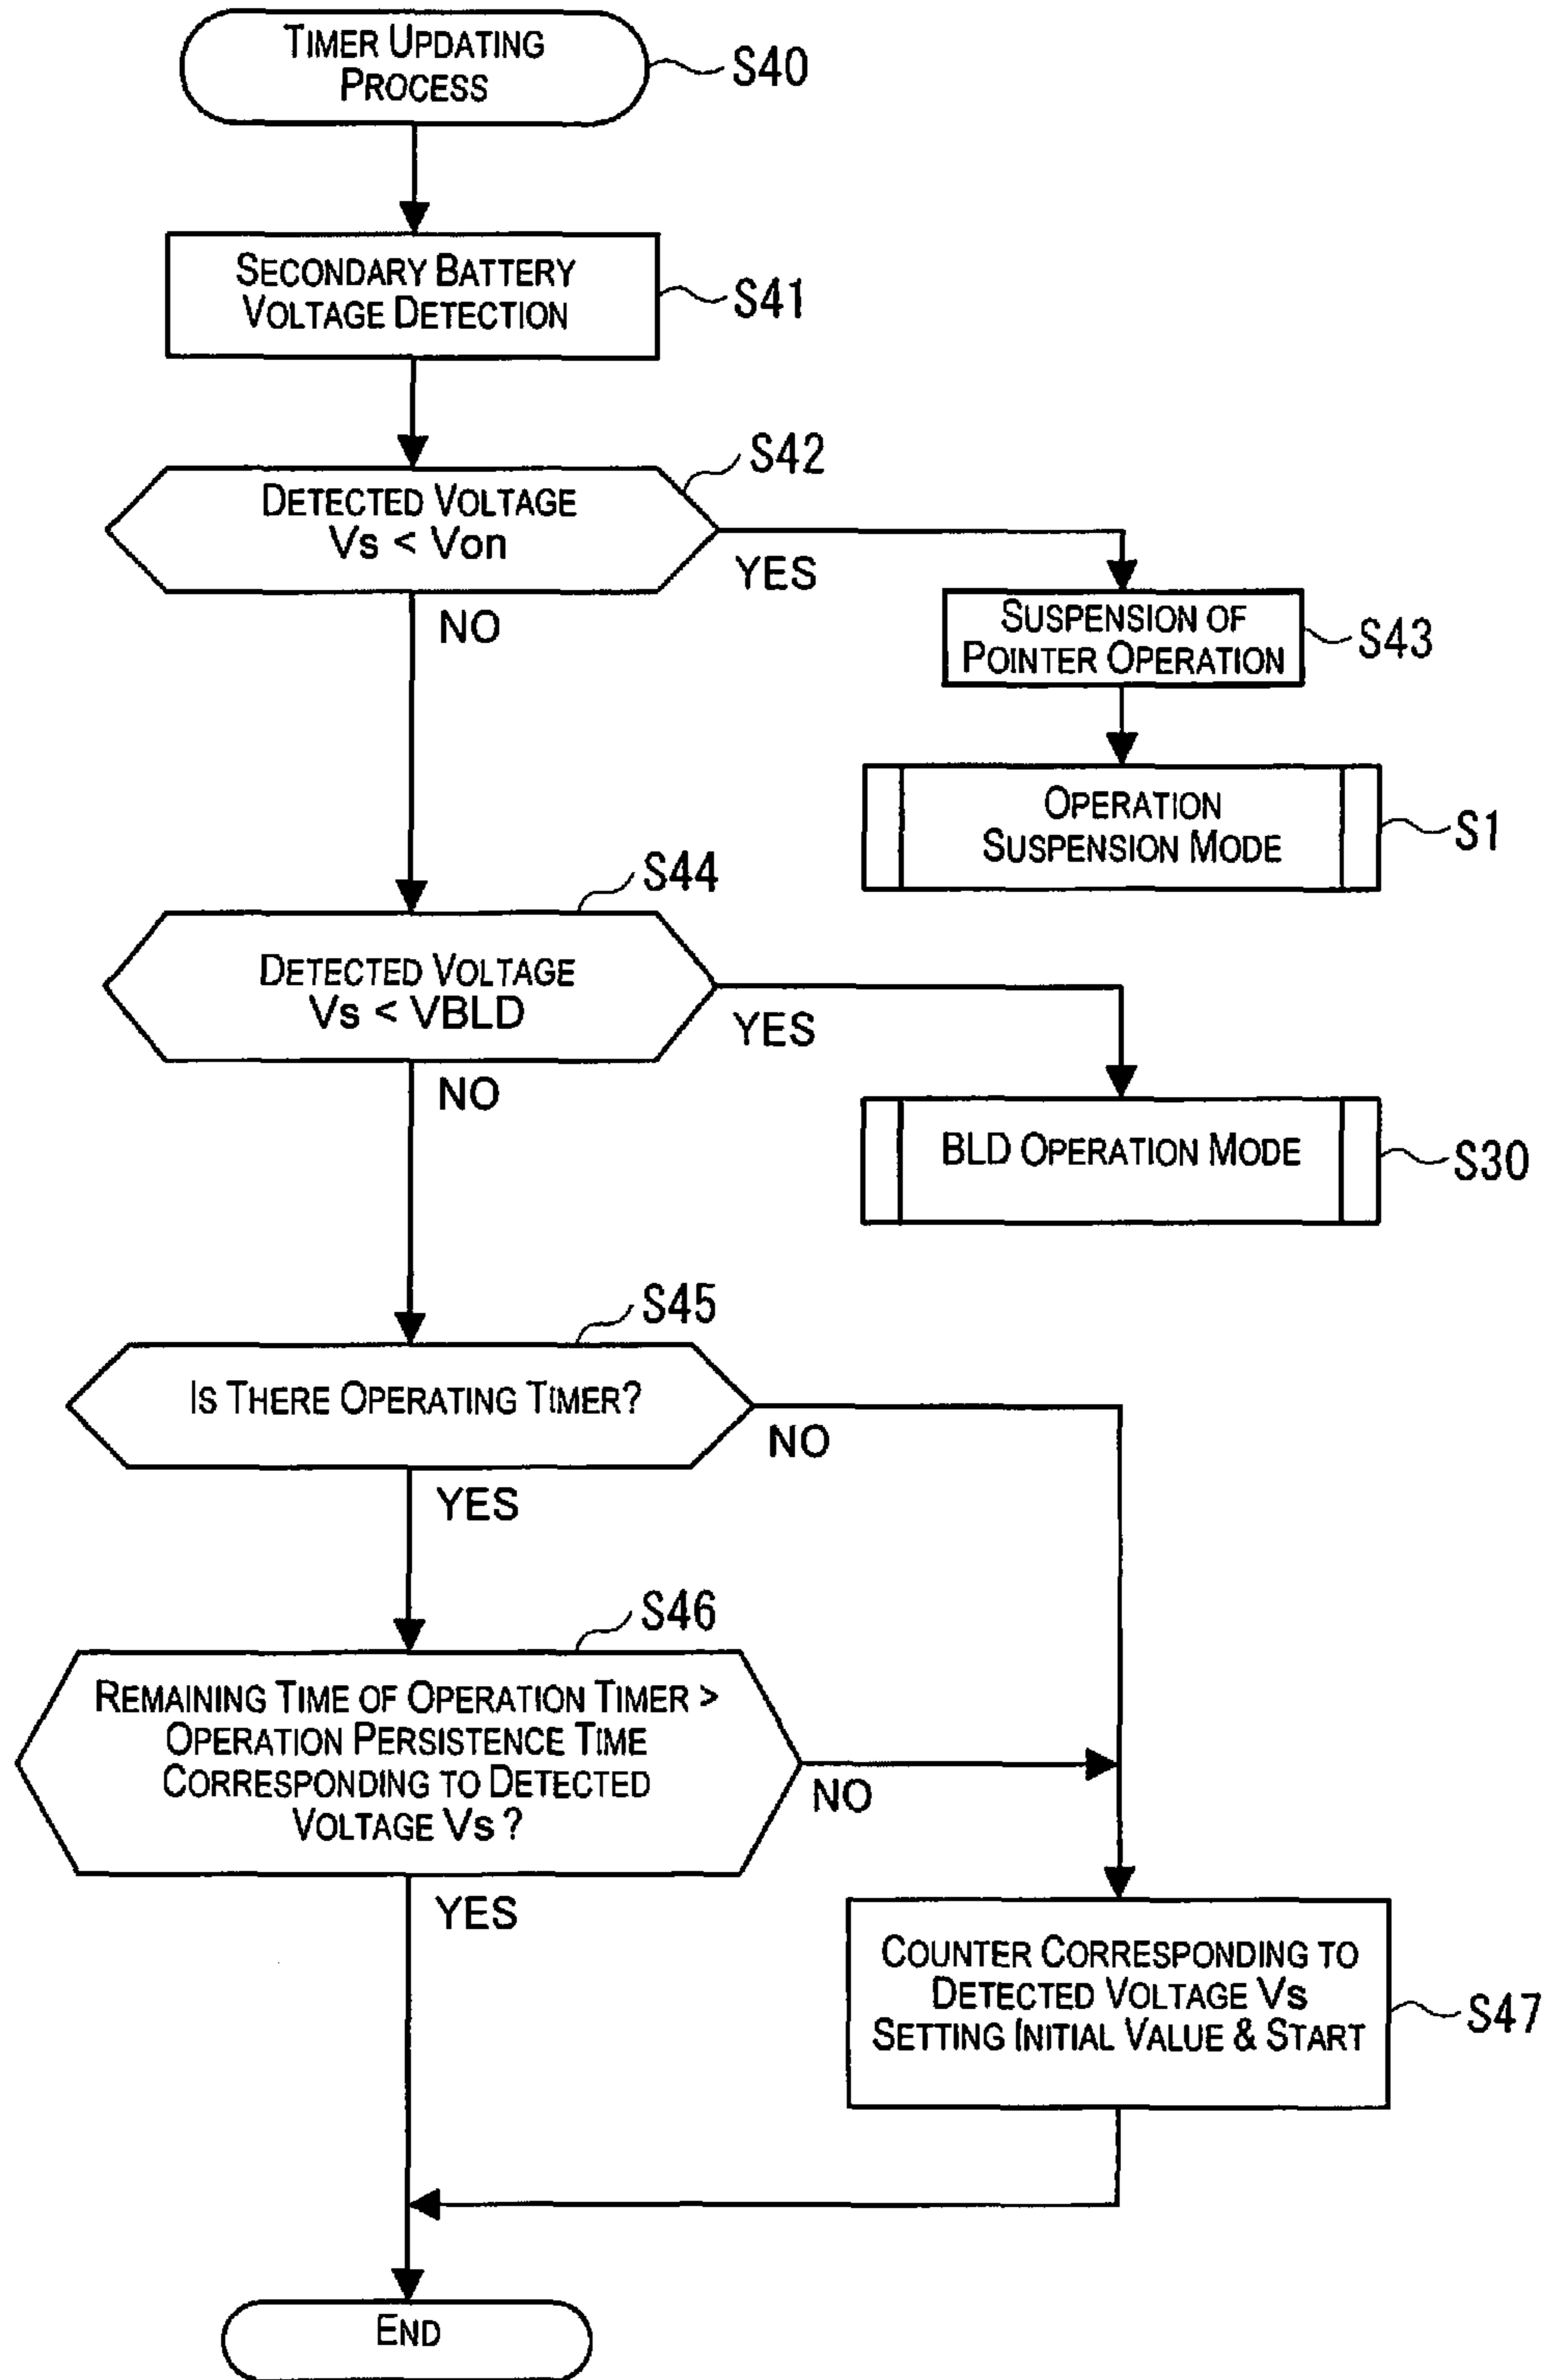 TIMER UPDATING
PROCESS
S40
SECONDARY BATTERY
VOLTAGE DETECTION
S41
S42
DETECTED VOLTAGE
Vs < Von
YES
NO
SUSPENSION OF
POINTER OPERATION
S43
OPERATION
SUSPENSION MODE
S1
S44
DETECTED VOLTAGE
Vs < VBLD
YES
NO
BLD OPERATION MODE
S30
S45
IS THERE OPERATING TIMER?
NO
YES
S46
REMAINING TIME OF OPERATION TIMER >
OPERATION PERSISTENCE TIME
CORRESPONDING TO DETECTED
VOLTAGE Vs ?
NO
YES
COUNTER CORRESPONDING TO
DETECTED VOLTAGE Vs
SETTING INITIAL VALUE & START
S47
END